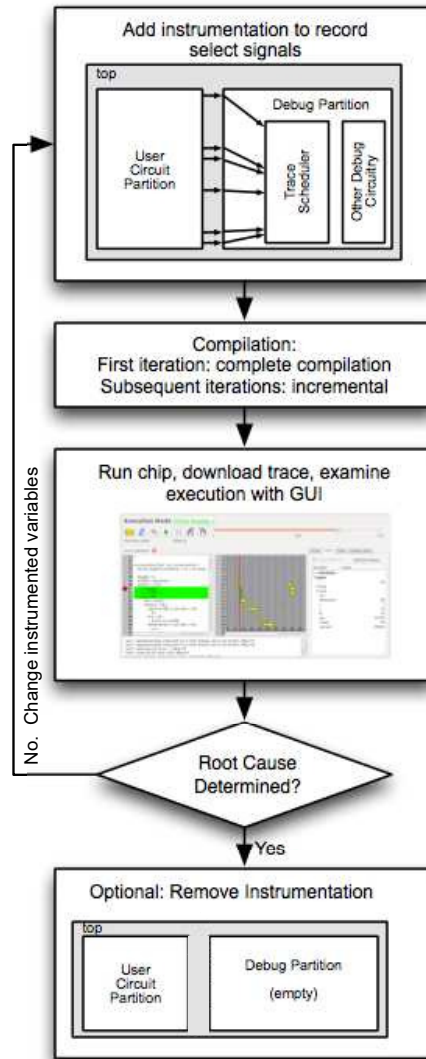 Add instrumentation to record
select signals
top
User
Circuit
Partition
Debug Partition
Trace
Scheduler
Other Debug
Circuitry
Compilation:
First iteration: complete compilation
Subsequent iterations: incremental
Run chip, download trace, examine
execution with GUI
No. Change instrumented variables
Root Cause
Determined?
Yes
Optional: Remove Instrumentation
top
User
Circuit
Partition
Debug Partition
(empty)